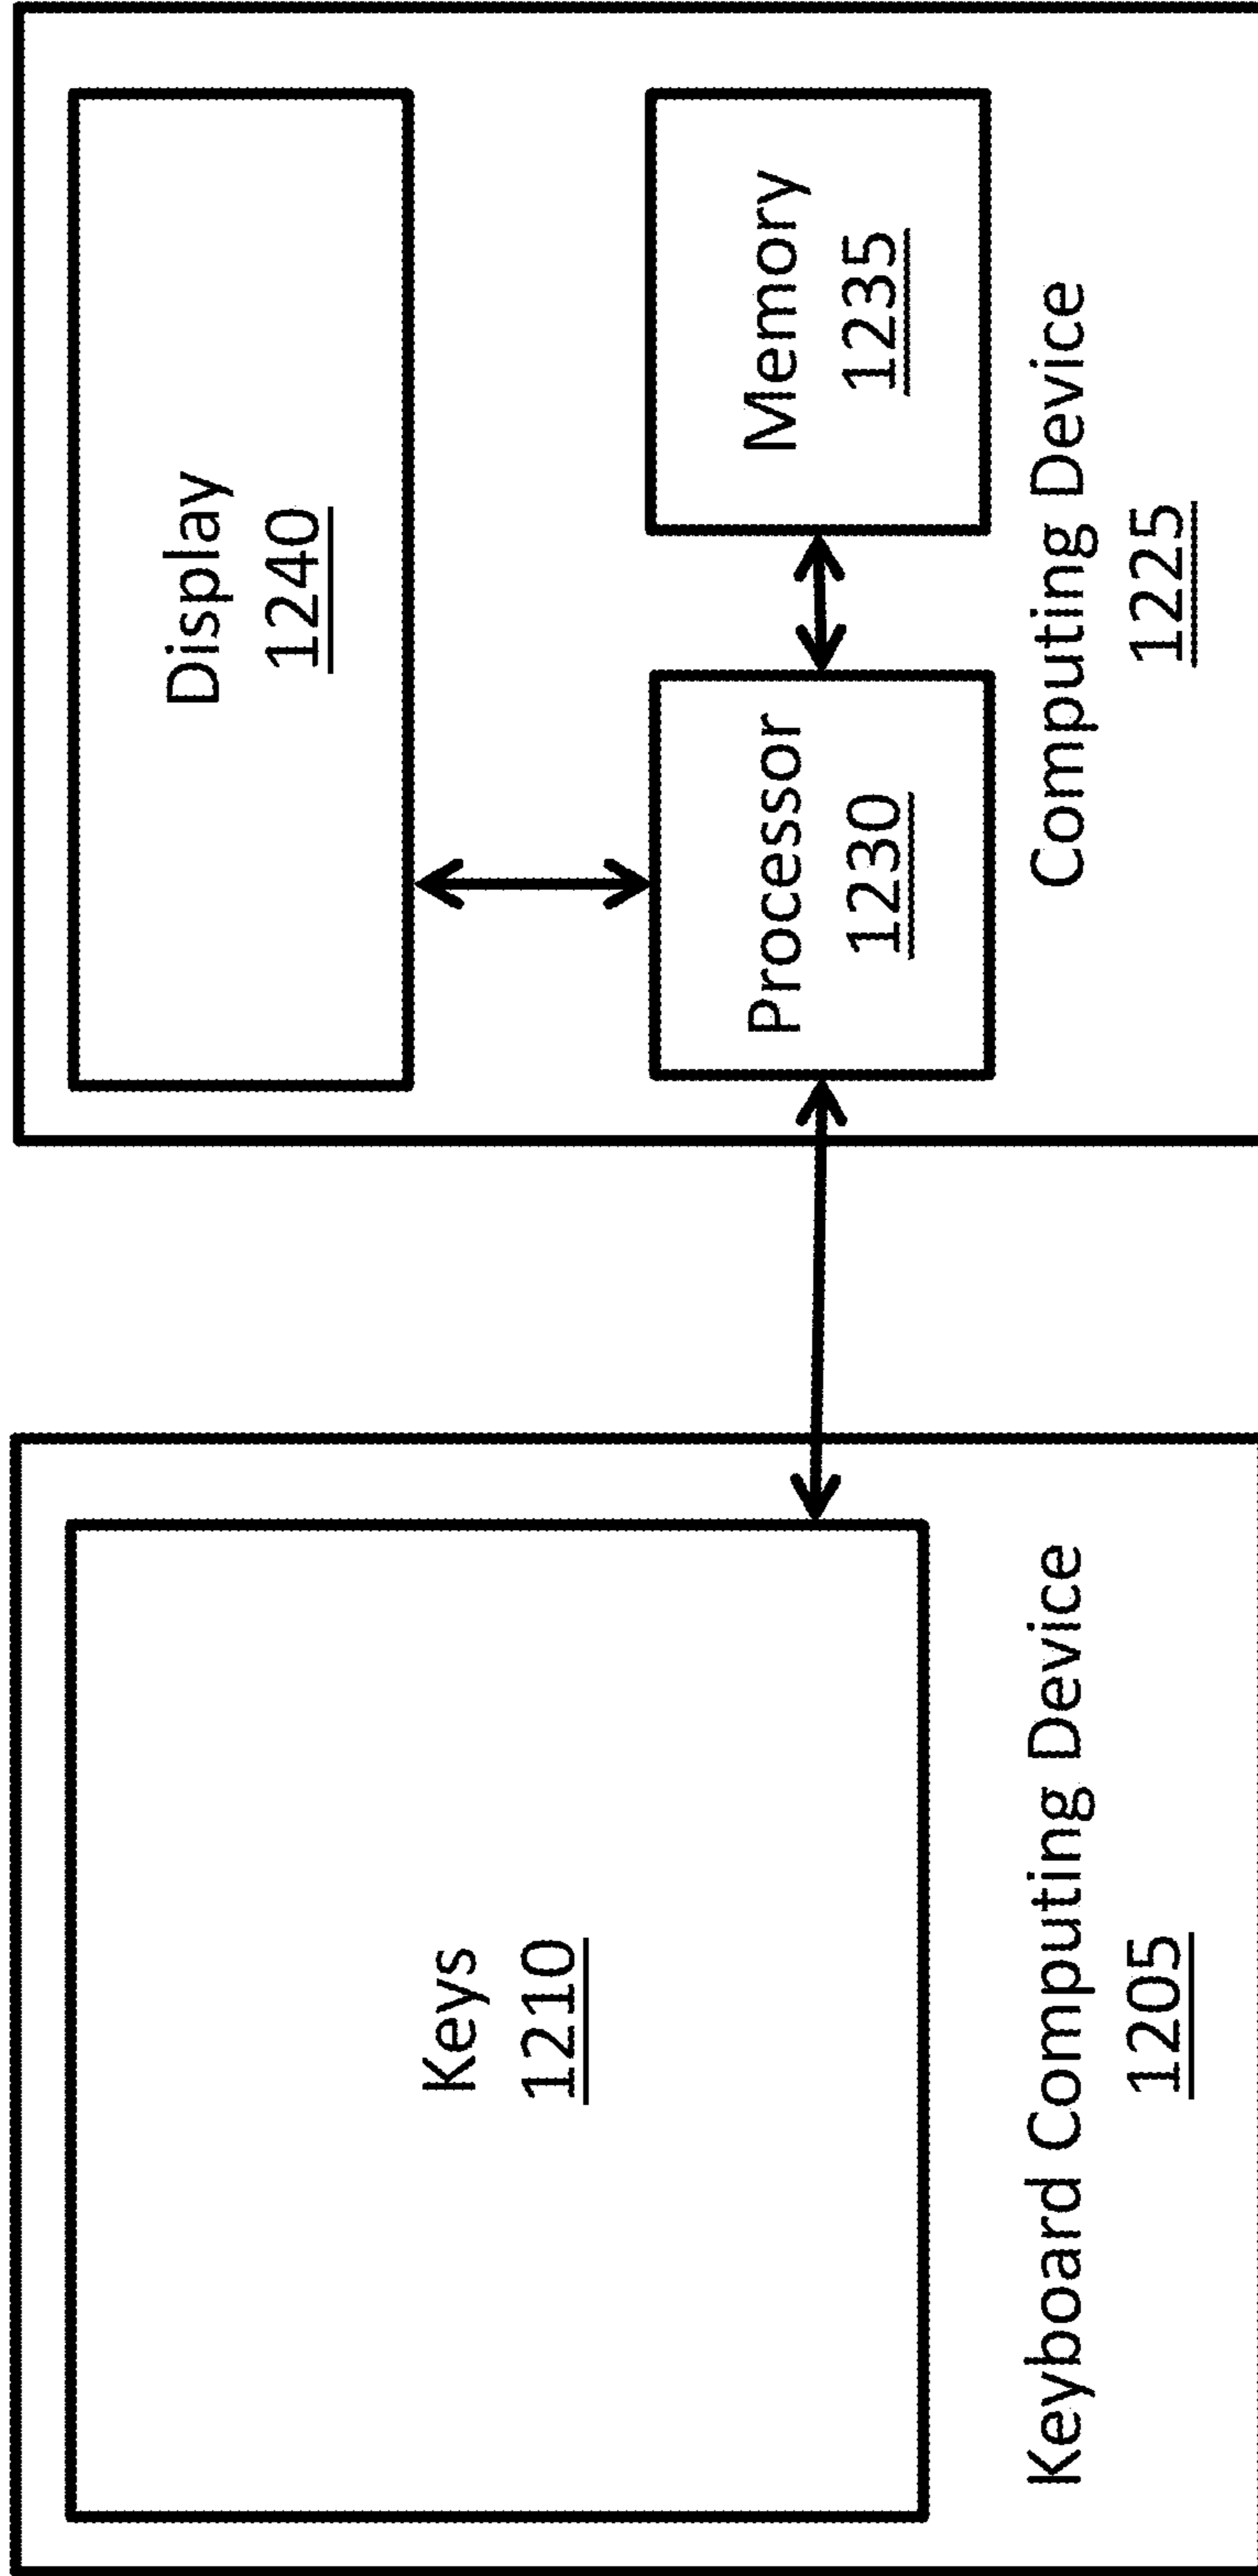 Keys
1210
Keyboard Computing Device
1205
Display
1240
Processor
1230
Memory
1235
Computing Device
1225